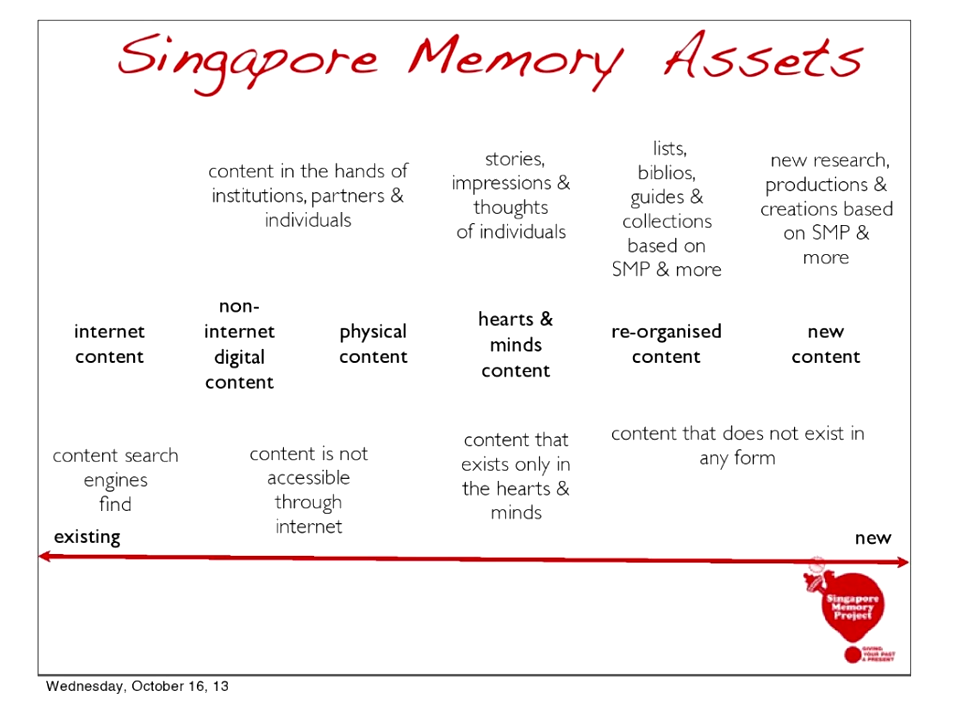 Singapore Memory Assets
content in the hands of
institutions, partners &
individuals
stories,
impressions &
thoughts
of individuals
lists,
biblios,
guides &
collections
based on
SMP & more
new research,
productions &
creations based
on SMP &
more
internet
content
non-
internet
digital
content
physical
content
hearts &
minds
content
re-organised
content
new
content
content search
engines
find
content is not
accessible
through
internet
content that
exists only in
the hearts &
minds
content that does not exist in
any form
existing
new
Singapore
Memory
Project
GIVING
YOUR PAST
A PRESENT
Wednesday, October 16, 13